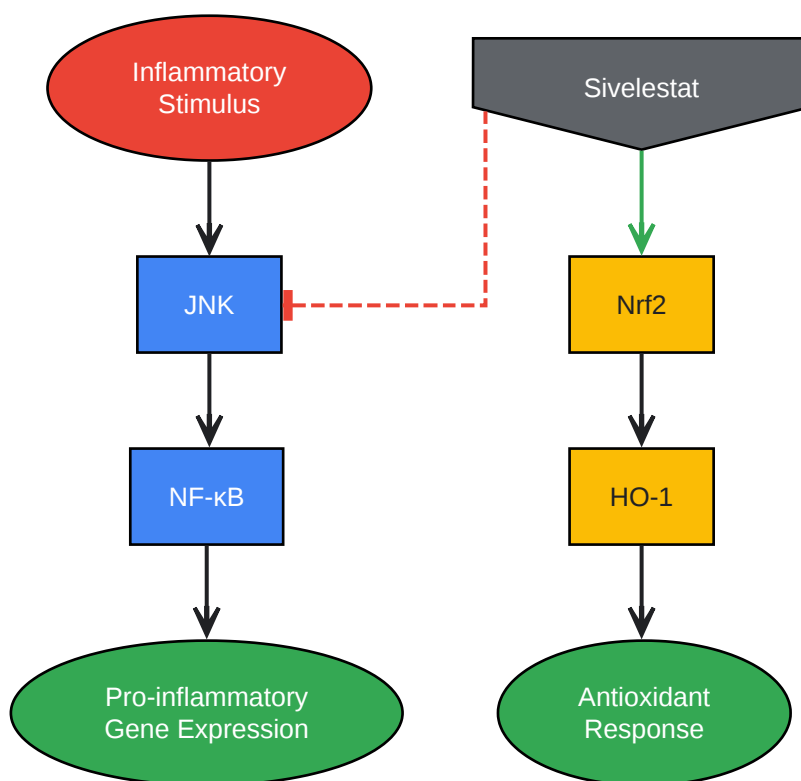 Inflammatory
Stimulus
Sivelestat
JNK
Nrf2
NF-κB
HO-1
Pro-inflammatory
Gene Expression
Antioxidant
Response